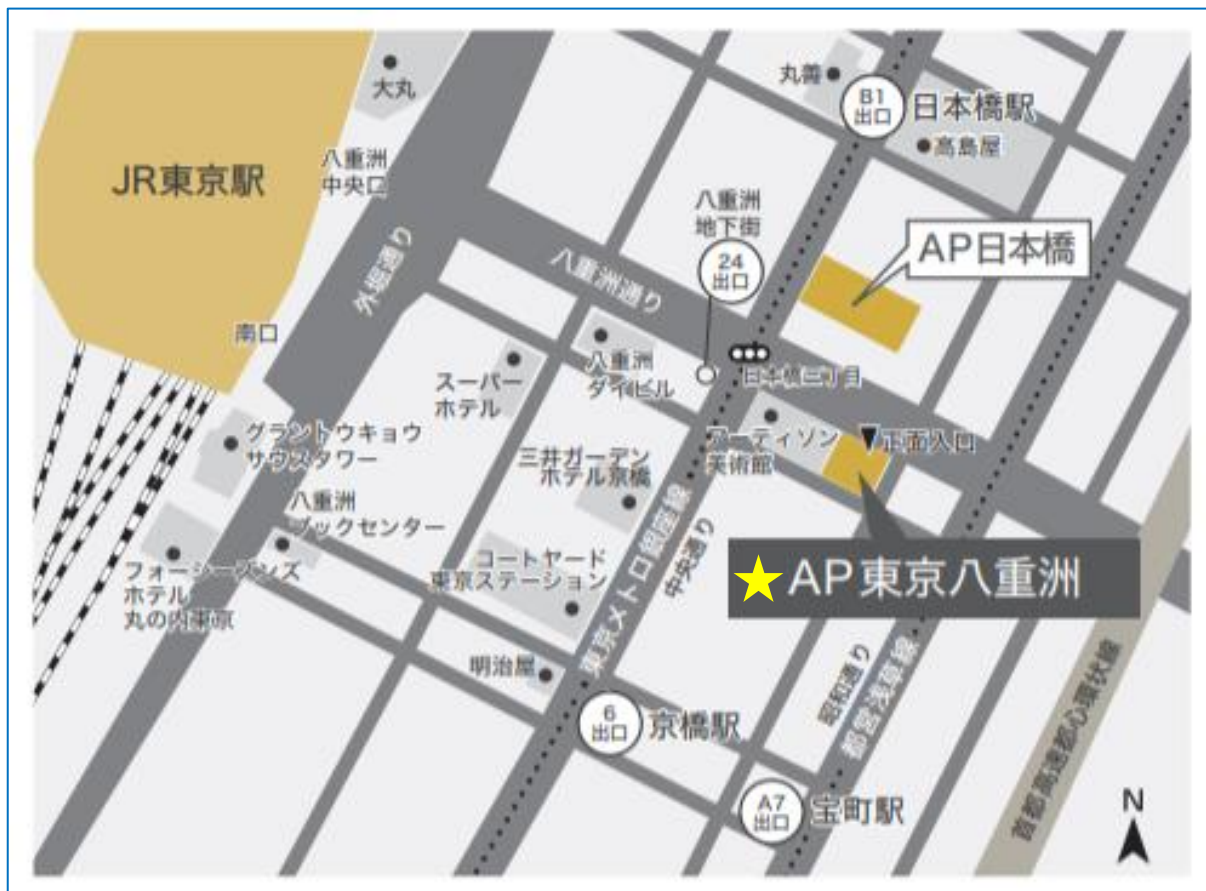 大丸
丸善
B1
出口
日本橋駅
高島屋
JR東京駅
八重洲
中央口
八重洲
地下街
24
出口
AP日本橋
外堀通り
八重洲通り
南口
スーパー
ホテル
八重洲
ダイビル
日本橋三丁目
グラントウキョウ
サウスタワー
アーティゾン
美術館
正面入口
三井ガーデン
ホテル京橋
八重洲
ブックセンター
コートヤード
東京ステーション
フォーシーズンズ
ホテル
丸の内東京
東京メトロ銀座線
中央通り
AP東京八重洲
明治屋
昭和通り
都営浅草線
首都高速都心環状線
6
出口
京橋駅
A7
出口
宝町駅
N